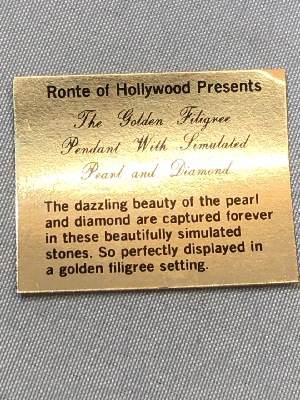 Ronte of Hollywood Presents
The Golden Filigree
Pendant With Simulated
Pearl and Diamond
The dazzling beauty of the pearl
and diamond are captured forever
in these beautifully simulated
stones. So perfectly displayed in
a golden filigree setting.